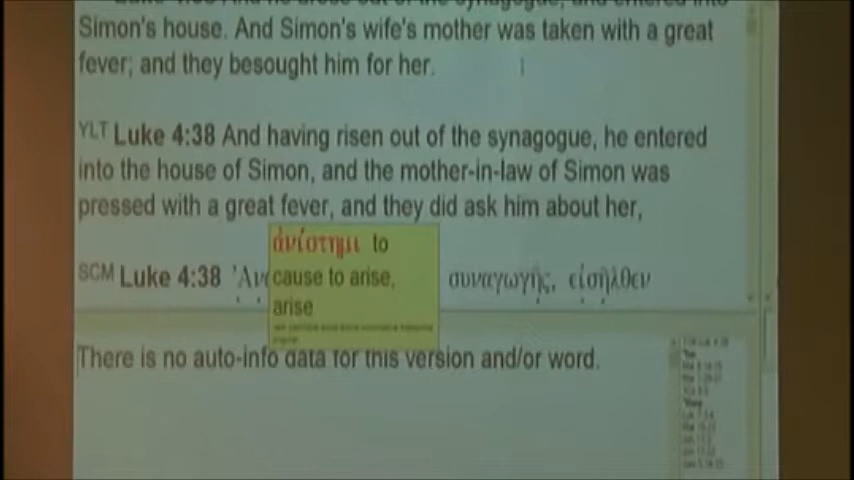 Simon's house. And Simon's wife's mother was taken with a great
fever; and they besought him for her.
YLT Luke 4:38 And having risen out of the synagogue, he entered
into the house of Simon, and the mother-in-law of Simon was
pressed with a great fever, and they did ask him about her,
ἀνίστημι to
cause to arise,
arise
SCM Luke 4:38 συναγωγῆς, εἰσῆλθεν
There is no auto-info data for this version and/or word.